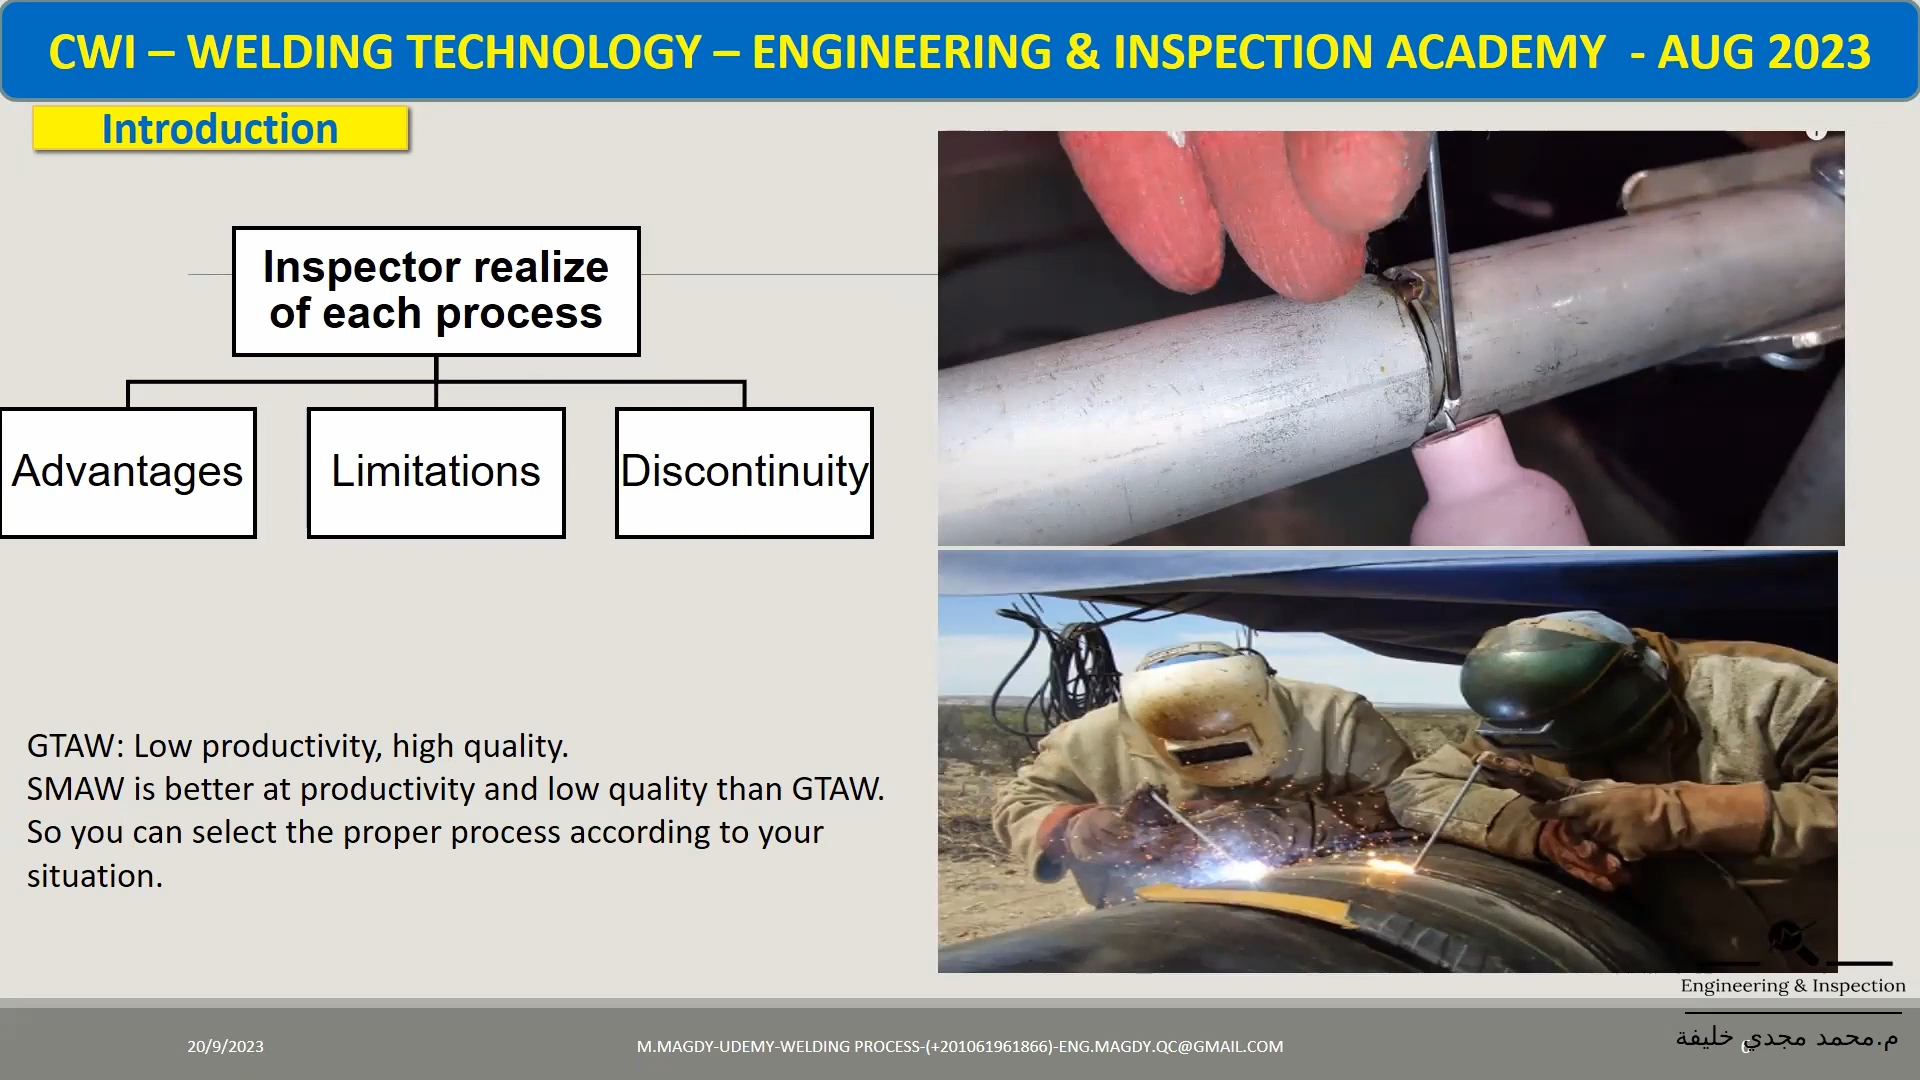 CWI – WELDING TECHNOLOGY – ENGINEERING & INSPECTION ACADEMY - AUG 2023
Introduction
Inspector realize
of each process
Advantages
Limitations
Discontinuity
GTAW: Low productivity, high quality.
SMAW is better at productivity and low quality than GTAW.
So you can select the proper process according to your
situation.
Engineering & Inspection
م.محمد مجدي خليفة
20/9/2023
M.MAGDY-UDEMY-WELDING PROCESS-(+201061961866)-ENG.MAGDY.QC@GMAIL.COM
6